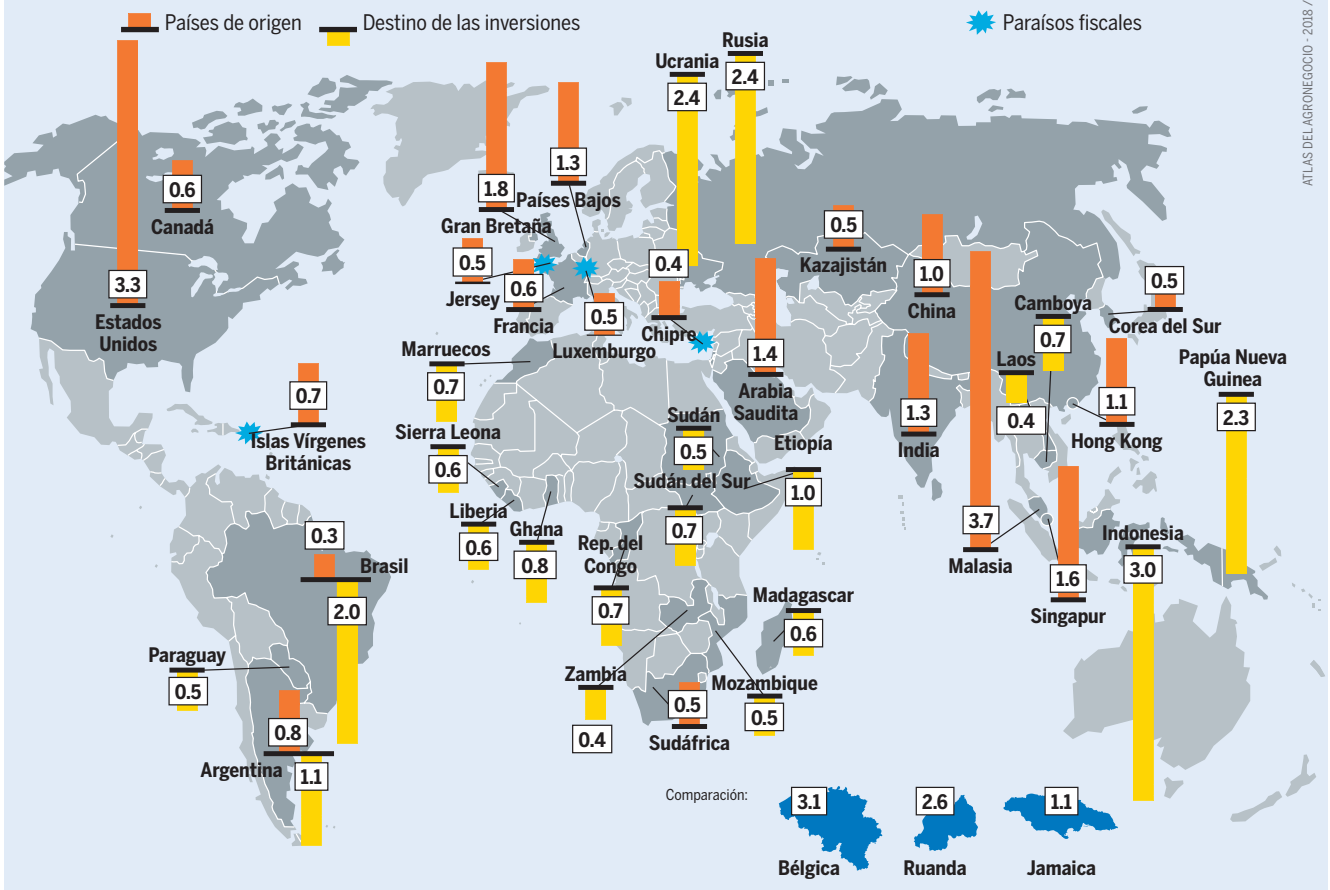 Países de origen
Destino de las inversiones
Paraísos fiscales
ATLAS DEL AGRONEGOCIO - 2018 /
3.3
Estados
Unidos
0.6
Canadá
0.7
Islas Vírgenes
Británicas
1.8
Gran Bretaña
1.3
Países Bajos
0.5
Jersey
0.6
Francia
0.5
Luxemburgo
0.4
Chipre
Ucrania
2.4
Rusia
2.4
0.5
Kazajistán
1.0
China
0.5
Corea del Sur
1.4
Arabia
Saudita
1.3
India
3.7
Malasia
Camboya
0.7
Laos
0.4
1.1
Hong Kong
Papúa Nueva
Guinea
2.3
1.6
Singapur
Indonesia
3.0
Marruecos
0.7
Sierra Leona
0.6
Liberia
0.6
Ghana
0.8
Sudán
0.5
Sudán del Sur
0.7
Etiopía
1.0
Rep. del
Congo
0.7
Zambia
0.4
Madagascar
0.6
Mozambique
0.5
0.5
Sudáfrica
0.3
Brasil
2.0
Paraguay
0.5
0.8
Argentina
1.1
Comparación:
3.1
Bélgica
2.6
Ruanda
1.1
Jamaica